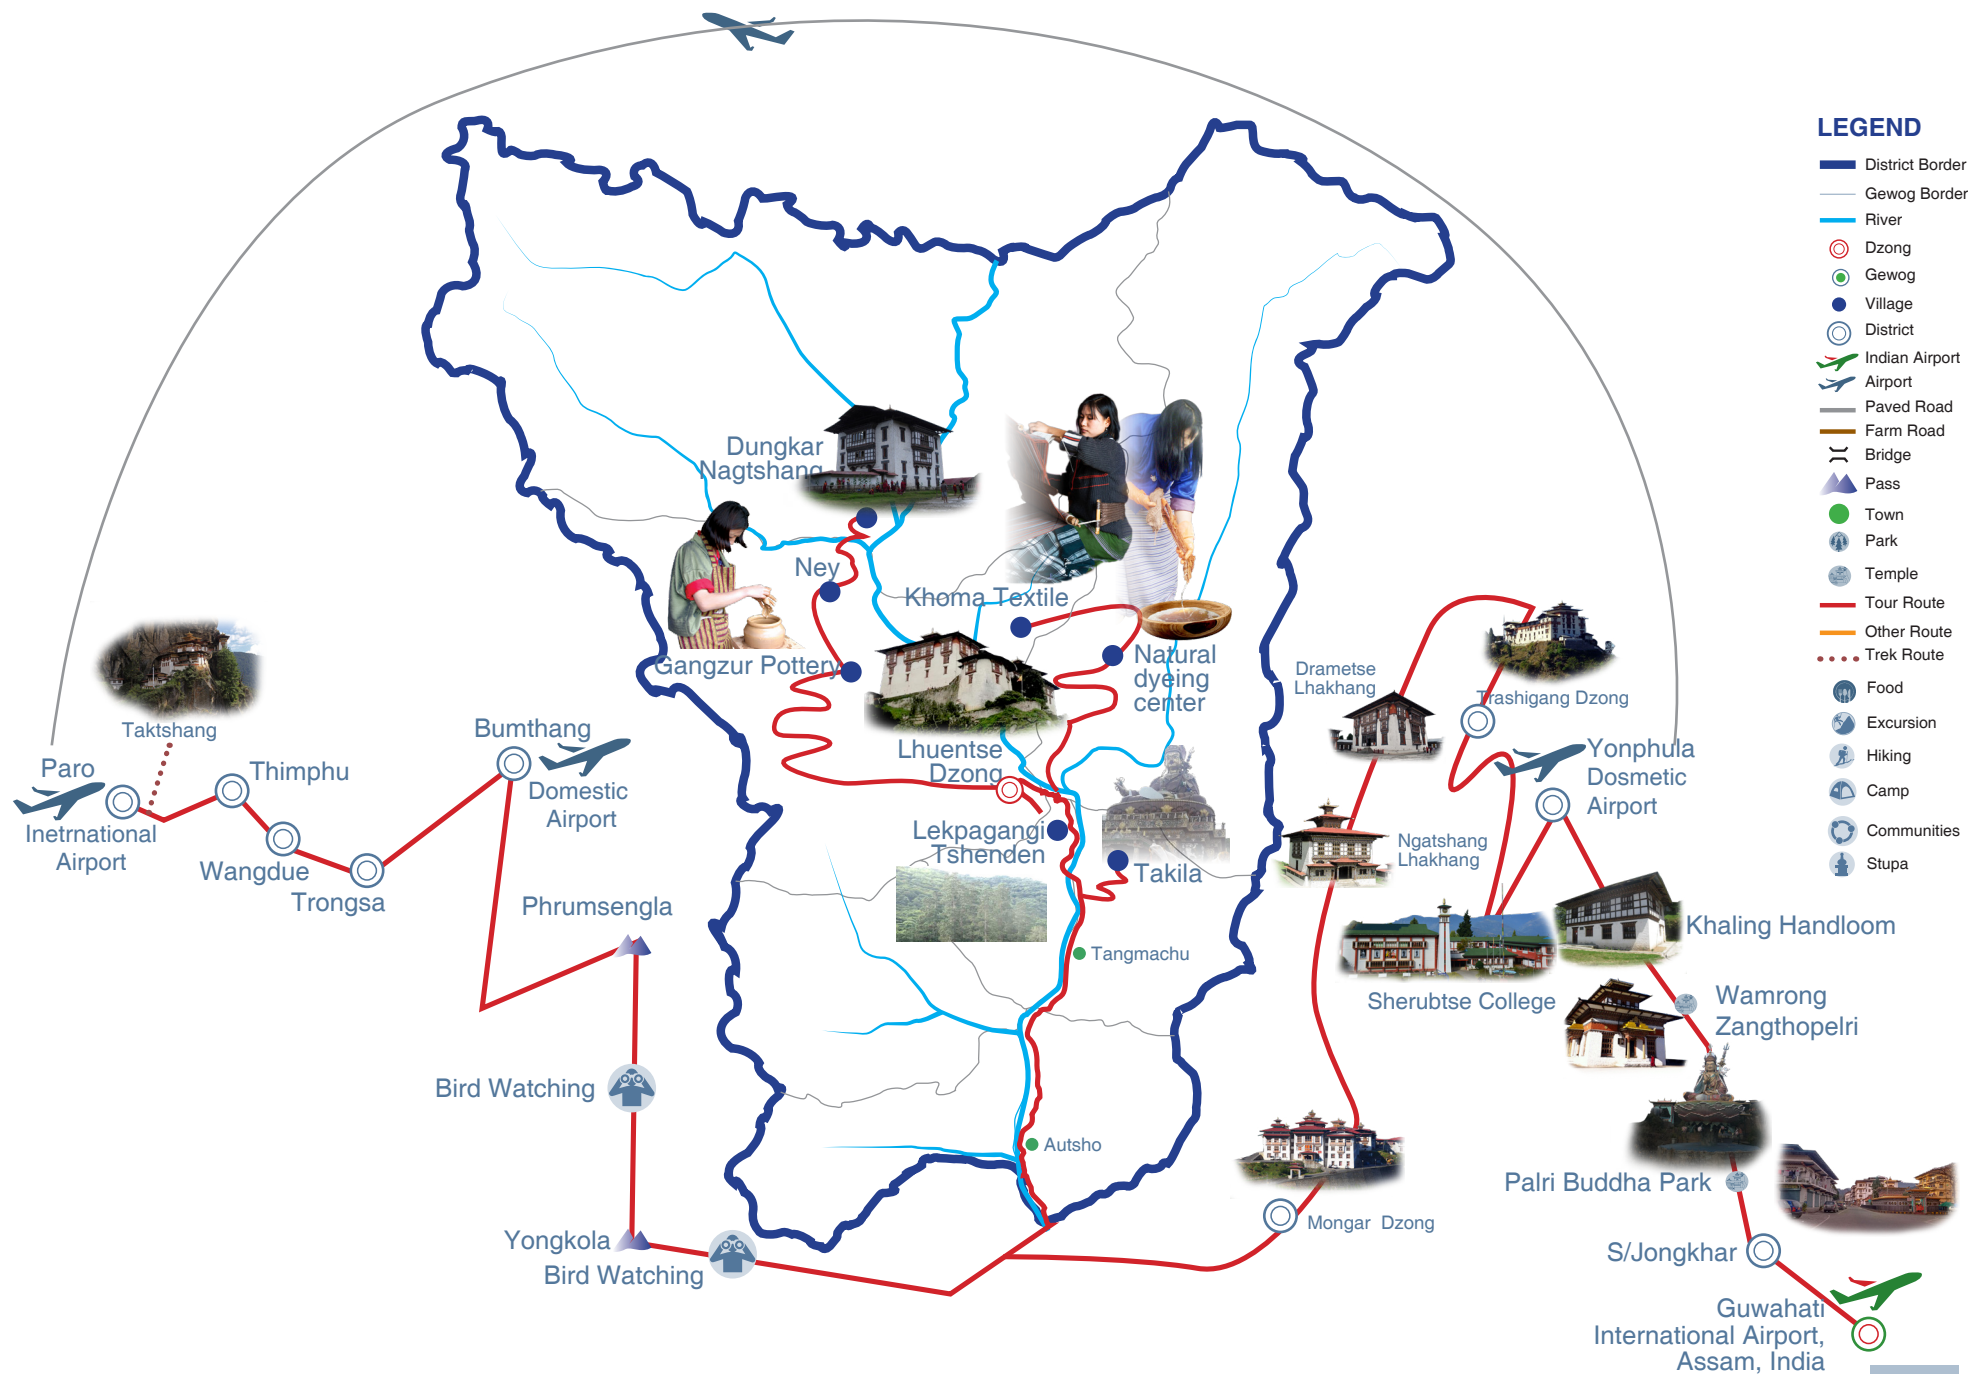 LEGEND
District Border
Gewog Border
River
Dzong
Gewog
Village
District
Indian Airport
Airport
Paved Road
Farm Road
Bridge
Pass
Town
Park
Temple
Tour Route
Other Route
Trek Route
Food
Excursion
Hiking
Camp
Communities
Stupa
Dungkar
Nagtshang
Ney
Khoma Textile
Gangzur Pottery
Natural
dyeing
center
Lhuentse
Dzong
Lekpagangi
Tshenden
Takila
Tangmachu
Autsho
Taktshang
Paro
Inetrnational
Airport
Thimphu
Wangdue
Trongsa
Bumthang
Domestic
Airport
Phrumsengla
Bird Watching
Yongkola
Bird Watching
Drametse
Lhakhang
Trashigang Dzong
Yonphula
Dosmetic
Airport
Ngatshang
Lhakhang
Sherubtse College
Khaling Handloom
Wamrong
Zangthopelri
Mongar Dzong
Palri Buddha Park
S/Jongkhar
Guwahati
International Airport,
Assam, India